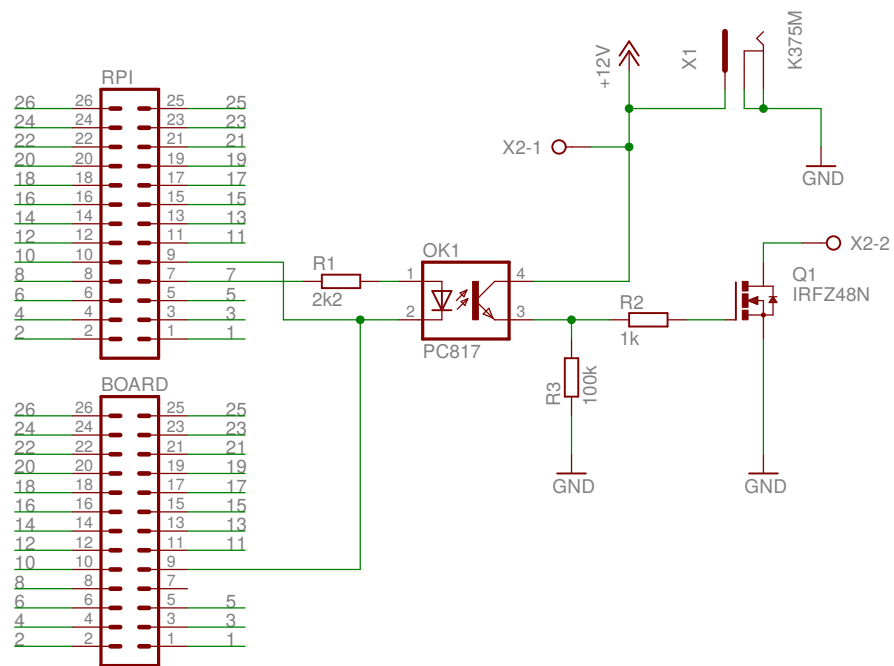 RPI
26 26 25 25
24 24 23 23
22 22 21 21
20 20 19 19
18 18 17 17
16 16 15 15
14 14 13 13
12 12 11 11
10 10 9
8 8 7 7
6 6 5 5
4 4 3 3
2 2 1 1
BOARD
26 26 25 25
24 24 23 23
22 22 21 21
20 20 19 19
18 18 17 17
16 16 15 15
14 14 13 13
12 12 11 11
10 10 9
8 8 7
6 6 5 5
4 4 3 3
2 2 1 1
R1
2k2
OK1
1
2
4
3
PC817
+12V
X2-1
X1
K375M
GND
R2
1k
R3
100k
GND
X2-2
Q1
IRFZ48N
GND